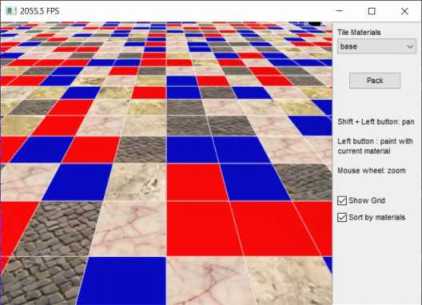 2055.5 FPS
Tile Materials
base
Pack
Shift + Left button: pan
Left button : paint with
current material
Mouse wheel: zoom
Show Grid
Sort by materials